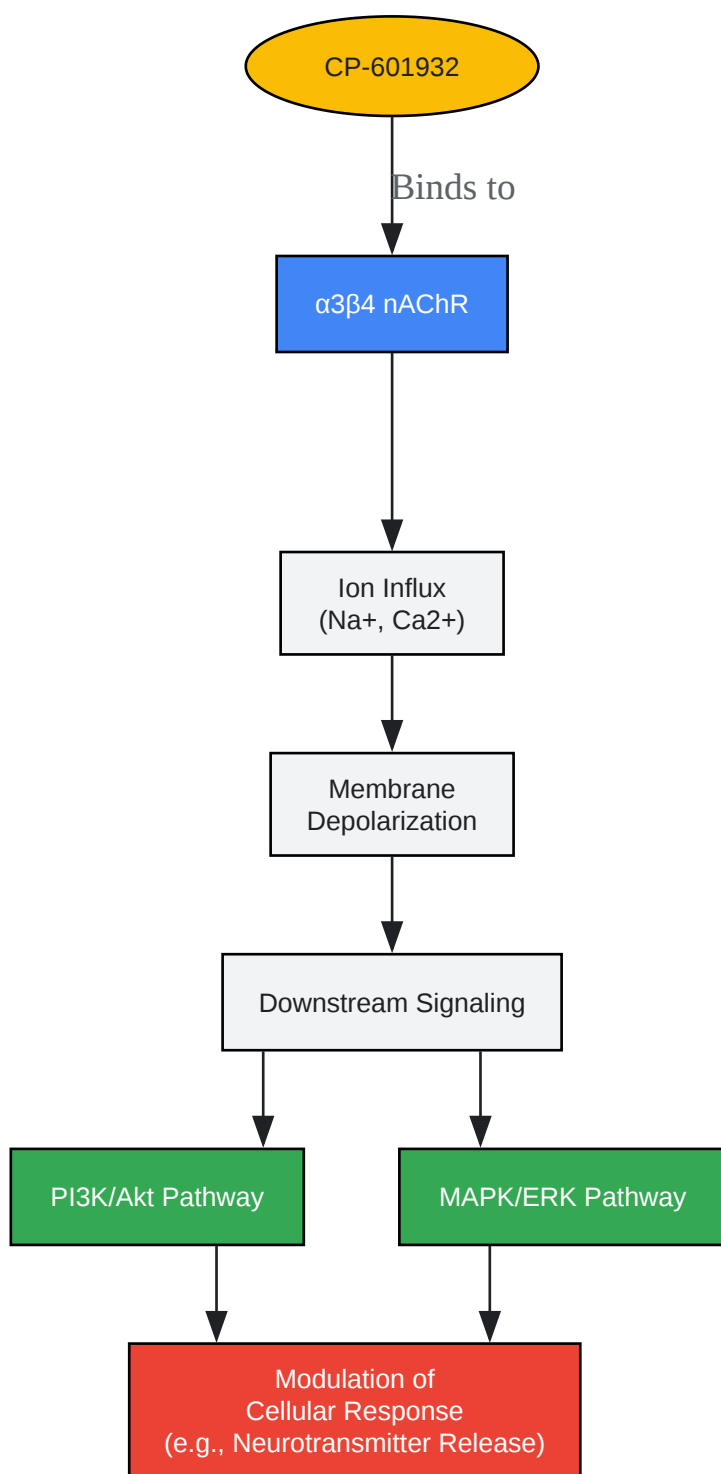 CP-601932
Binds to
α3β4 nAChR
Ion Influx
(Na+, Ca2+)
Membrane
Depolarization
Downstream Signaling
PI3K/Akt Pathway
MAPK/ERK Pathway
Modulation of
Cellular Response
(e.g., Neurotransmitter Release)